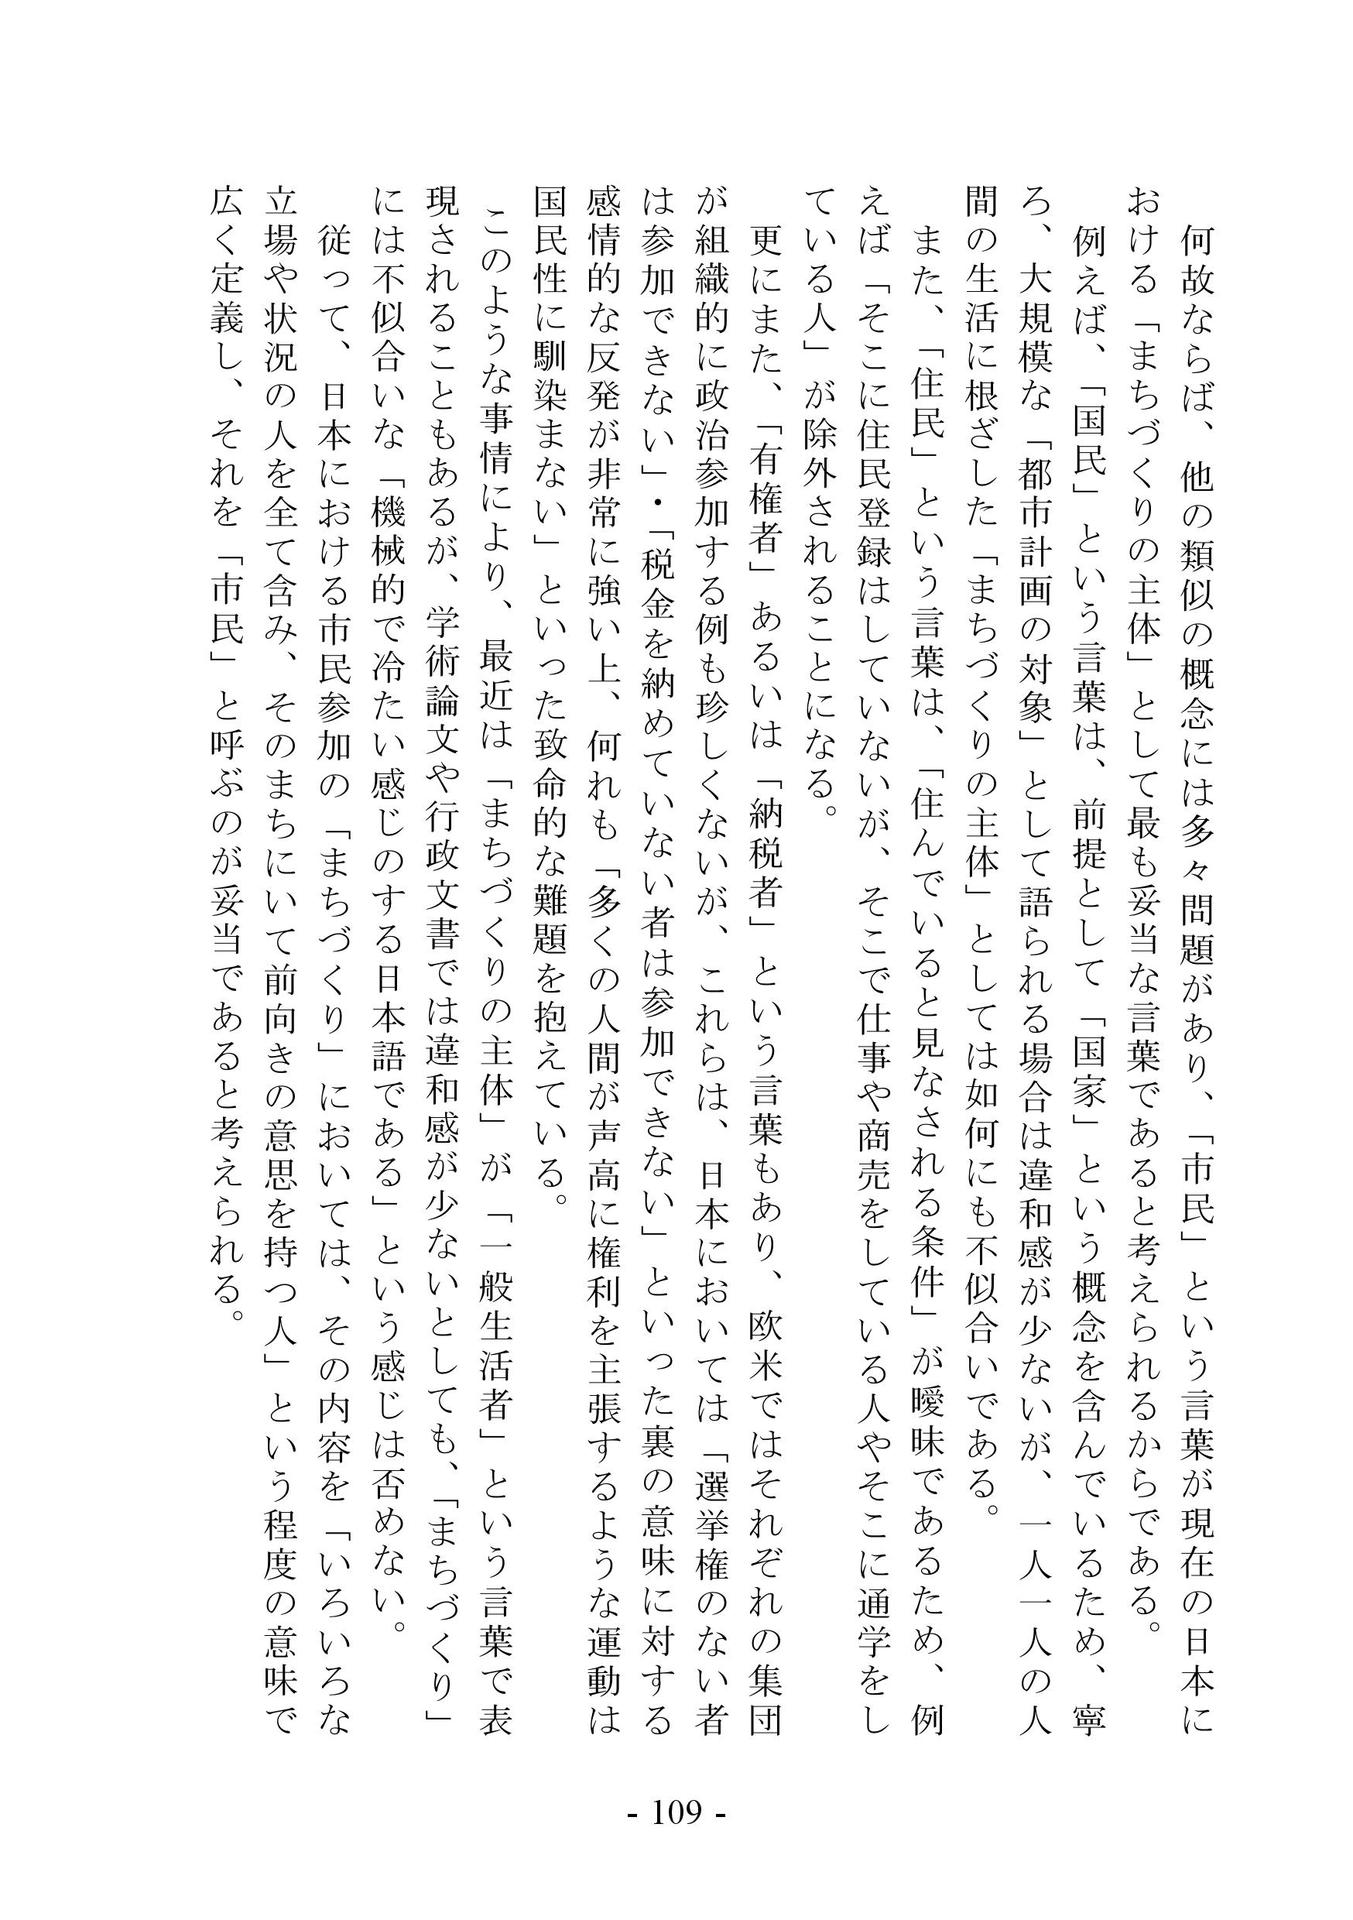 何故ならば、他の類似の概念には多々問題があり、「市民」という言葉が現在の日本に
おける「まちづくりの主体」として最も妥当な言葉であると考えられるからである。
　例えば、「国民」という言葉は、前提として「国家」という概念を含んでいるため、寧
ろ、大規模な「都市計画の対象」として語られる場合は違和感が少ないが、一人一人の人
間の生活に根ざした「まちづくりの主体」としては如何にも不似合いである。
　また、「住民」という言葉は、「住んでいると見なされる条件」が曖昧であるため、例
えば「そこに住民登録はしていないが、そこで仕事や商売をしている人やそこに通学をし
ている人」が除外されることになる。
　更にまた、「有権者」あるいは「納税者」という言葉もあり、欧米ではそれぞれの集団
が組織的に政治参加する例も珍しくないが、これらは、日本においては「選挙権のない者
は参加できない」・「税金を納めていない者は参加できない」といった裏の意味に対する
感情的な反発が非常に強い上、何れも「多くの人間が声高に権利を主張するような運動は
国民性に馴染まない」といった致命的な難題を抱えている。
　このような事情により、最近は「まちづくりの主体」が「一般生活者」という言葉で表
現されることもあるが、学術論文や行政文書では違和感が少ないとしても、「まちづくり」
には不似合いな「機械的で冷たい感じのする日本語である」という感じは否めない。
　従って、日本における市民参加の「まちづくり」においては、その内容を「いろいろな
立場や状況の人を全て含み、そのまちにいて前向きの意思を持つ人」という程度の意味で
広く定義し、それを「市民」と呼ぶのが妥当であると考えられる。
- 109 -